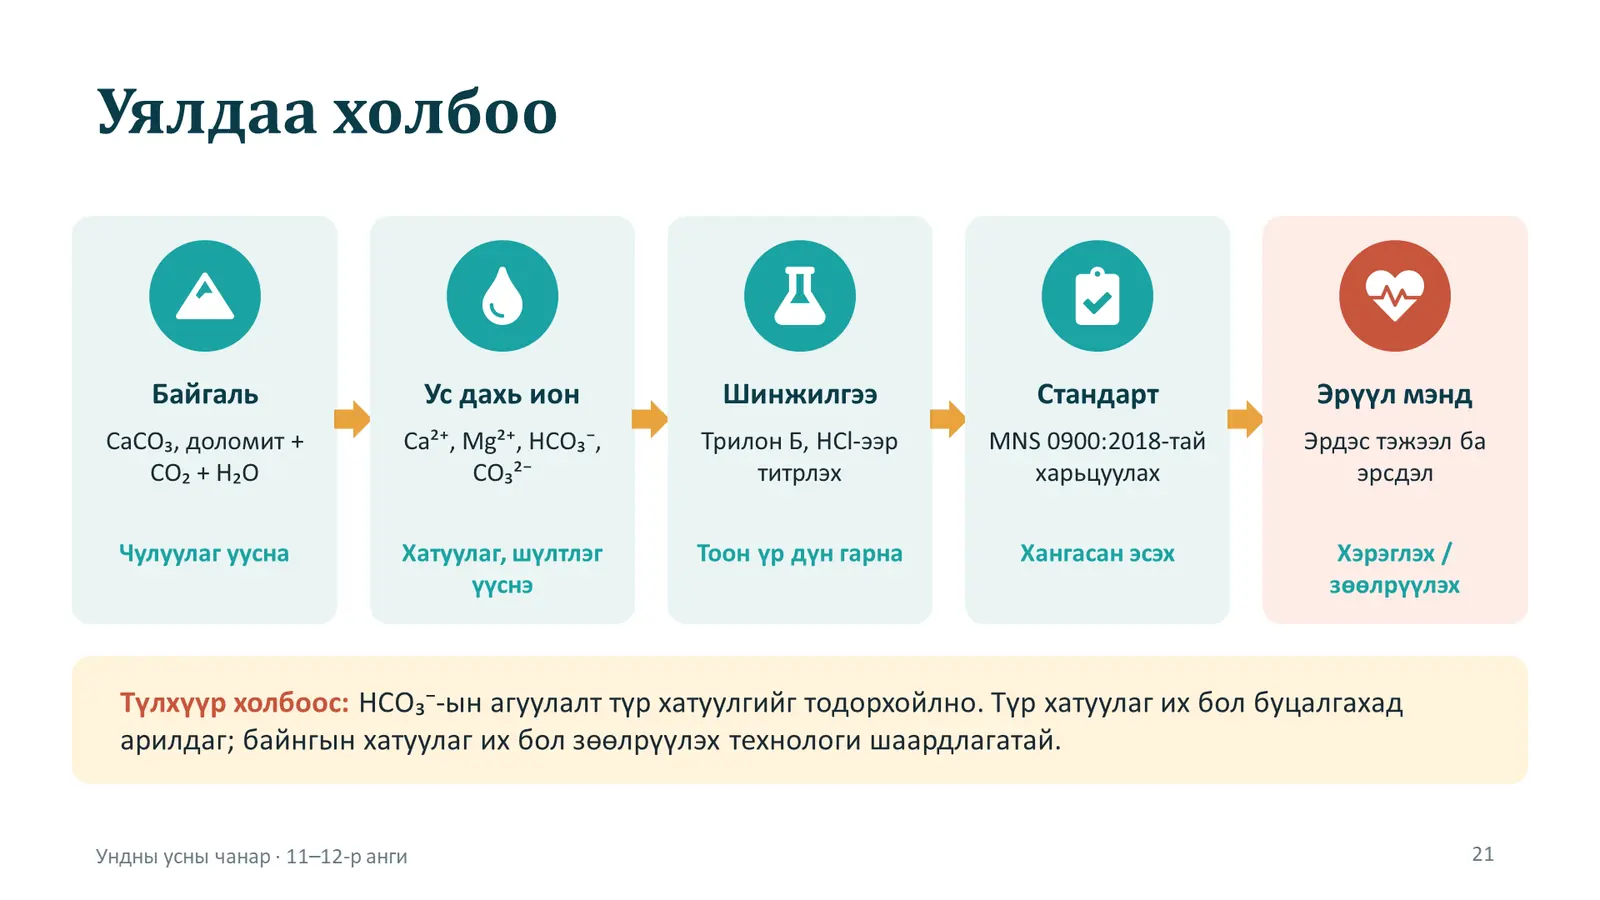 Уялдаа холбоо
Байгаль
CaCO₃, доломит +
CO₂ + H₂O
Чулуулаг уусна
Ус дахь ион
Ca²⁺, Mg²⁺, HCO₃⁻,
CO₃²⁻
Хатуулаг, шүлтлэг
үүснэ
Шинжилгээ
Трилон Б, HCl-ээр
титрлэх
Тоон үр дүн гарна
Стандарт
MNS 0900:2018-тай
харьцуулах
Хангасан эсэх
Эрүүл мэнд
Эрдэс тэжээл ба
эрсдэл
Хэрэглэх /
зөөлрүүлэх
Түлхүүр холбоос: HCO₃⁻-ын агуулалт түр хатуулгийг тодорхойлно. Түр хатуулаг их бол буцалгахад
арилдаг; байнгын хатуулаг их бол зөөлрүүлэх технологи шаардлагатай.
Ундны усны чанар · 11–12-р анги
21